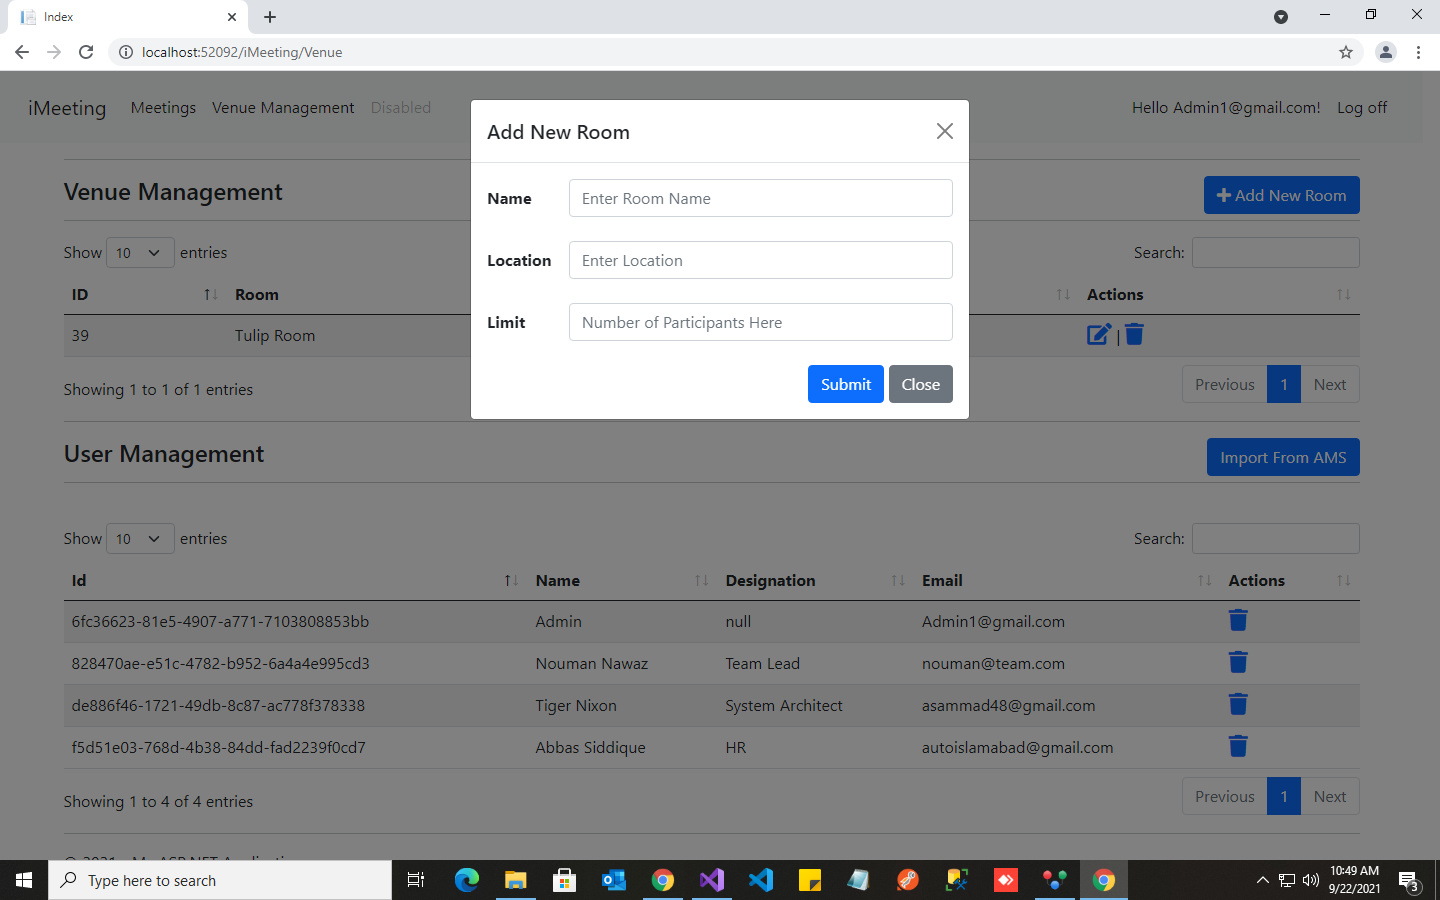 Index
localhost:52092/iMeeting/Venue
iMeeting Meetings Venue Management Disabled Hello Admin1@gmail.com! Log off
Add New Room
Name Enter Room Name
Location Enter Location
Limit Number of Participants Here
Submit Close
Venue Management Add New Room
Show 10 entries Search:
ID Room Actions
39 Tulip Room |
Showing 1 to 1 of 1 entries Previous 1 Next
User Management Import From AMS
Show 10 entries Search:
Id Name Designation Email Actions
6fc36623-81e5-4907-a771-7103808853bb Admin null Admin1@gmail.com
828470ae-e51c-4782-b952-6a4a4e995cd3 Nouman Nawaz Team Lead nouman@team.com
de886f46-1721-49db-8c87-ac778f378338 Tiger Nixon System Architect asammad48@gmail.com
f5d51e03-768d-4b38-84dd-fad2239f0cd7 Abbas Siddique HR autoislamabad@gmail.com
Showing 1 to 4 of 4 entries Previous 1 Next
Type here to search
10:49 AM
9/22/2021
3